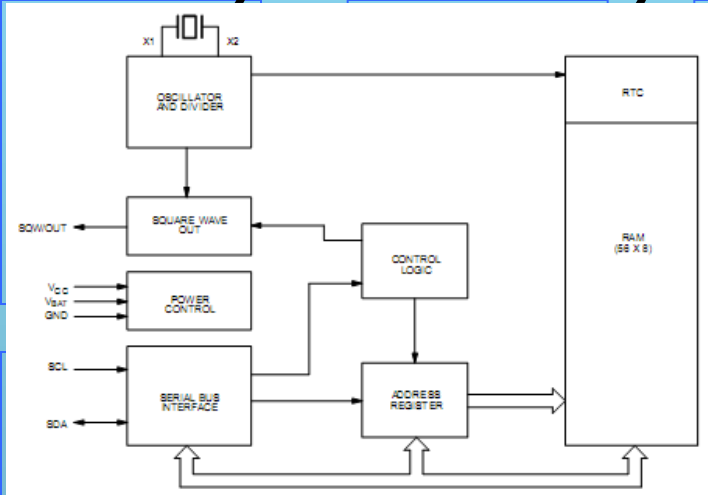 X1
X2
OSCILLATOR
AND DIVIDER
RTC
SQUARE WAVE
OUT
SQW/OUT
CONTROL
LOGIC
RAM
(56 X 8)
VCC
VBAT
GND
POWER
CONTROL
SCL
SERIAL BUS
INTERFACE
ADDRESS
REGISTER
SDA